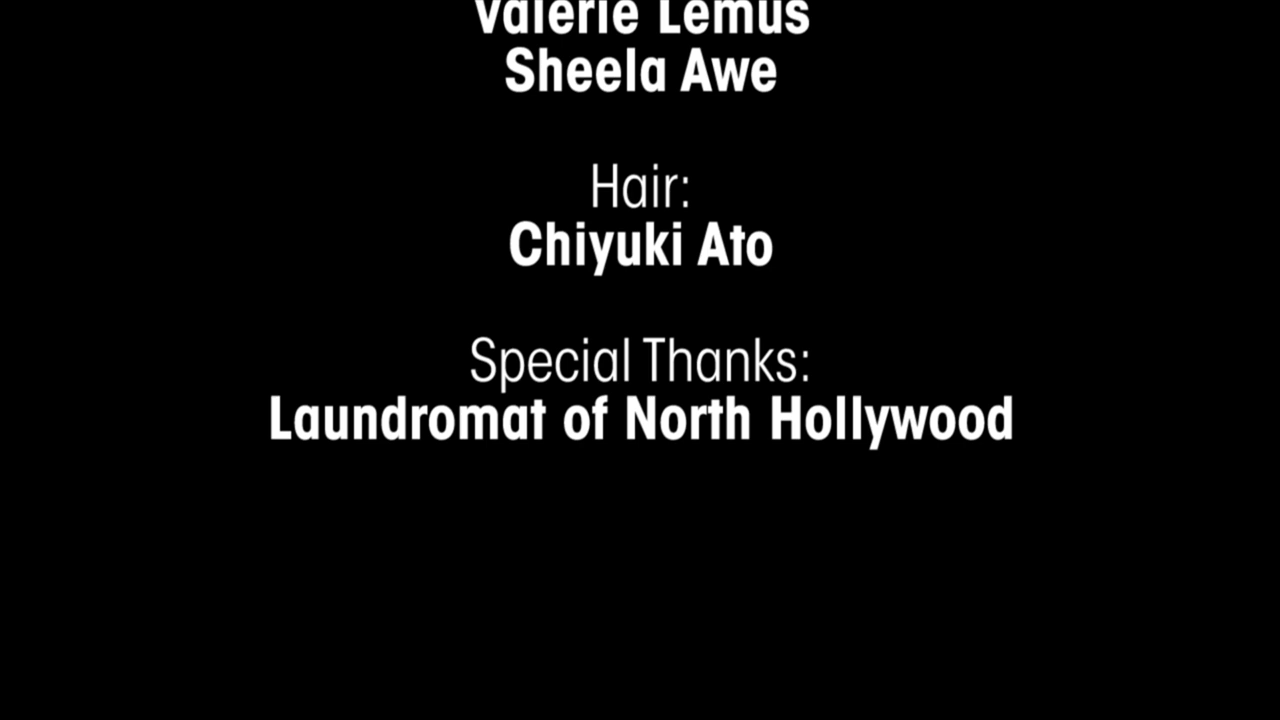 Valerie Lemus
Sheela Awe
Hair:
Chiyuki Ato
Special Thanks:
Laundromat of North Hollywood